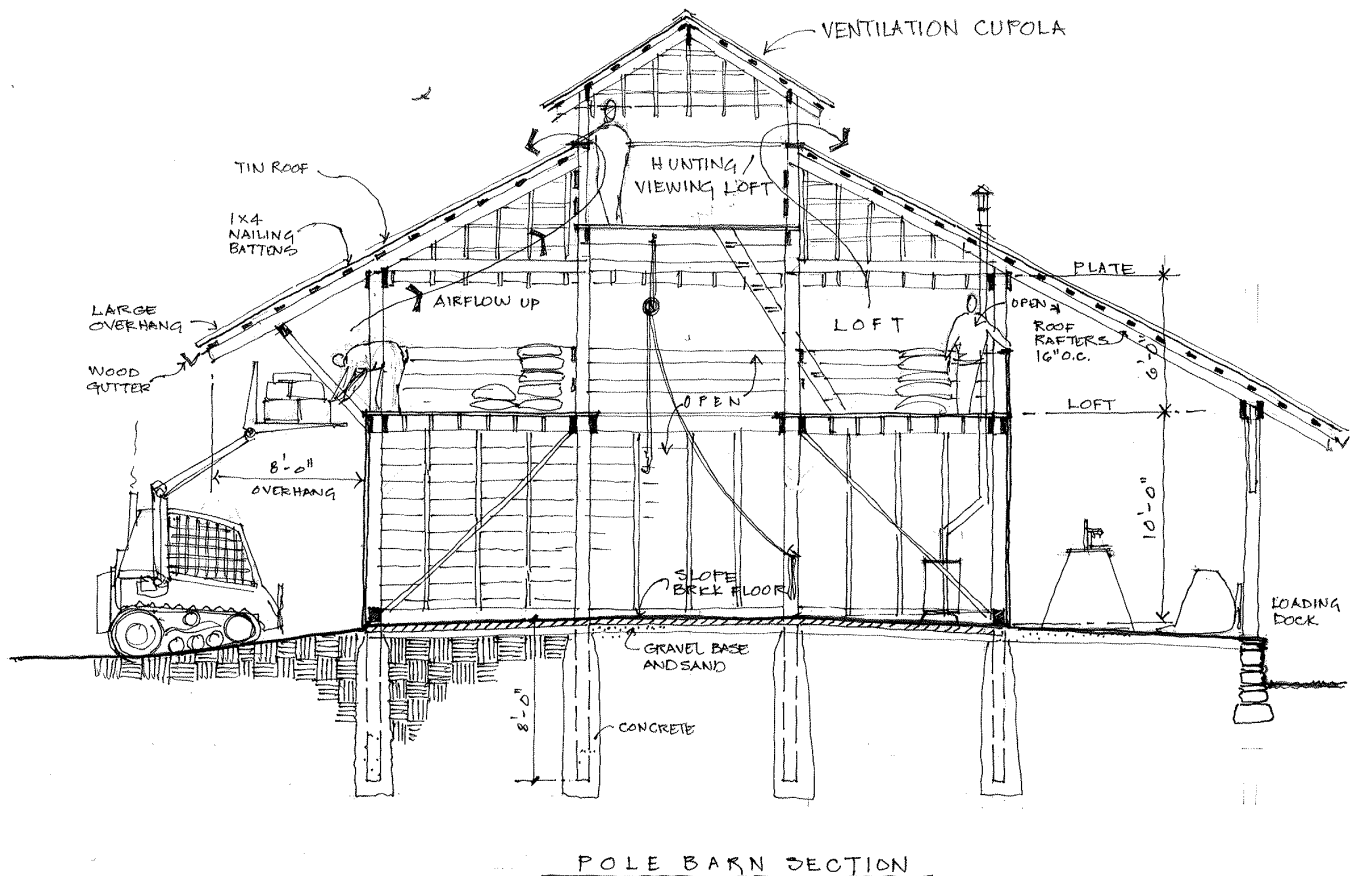 VENTILATION CUPOLA
HUNTING/
VIEWING LOFT
TIN ROOF
1X4
NAILING
BATTENS
LARGE
OVERHANG
WOOD
GUTTER
AIRFLOW UP
LOFT
OPEN
PLATE
OPEN
ROOF
RAFTERS
16" O.C.
6'-0"
LOFT
8'-0"
OVERHANG
10'-0"
SLOPE
BRICK FLOOR
LOADING
DOCK
GRAVEL BASE
AND SAND
8'-0"
CONCRETE
POLE BARN SECTION